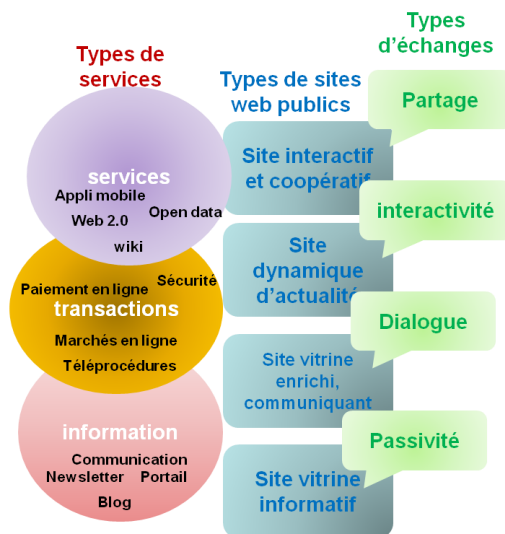 Types de
services
Types de sites
web publics
Types
d'échanges
services
Appli mobile
Web 2.0
Open data
wiki
Paiement en ligne
Sécurité
transactions
Marchés en ligne
Téléprocédures
information
Communication
Newsletter Portail
Blog
Site interactif
et coopératif
Site
dynamique
d'actualité
Site vitrine
enrichi,
communiquant
Site vitrine
informatif
Partage
interactivité
Dialogue
Passivité